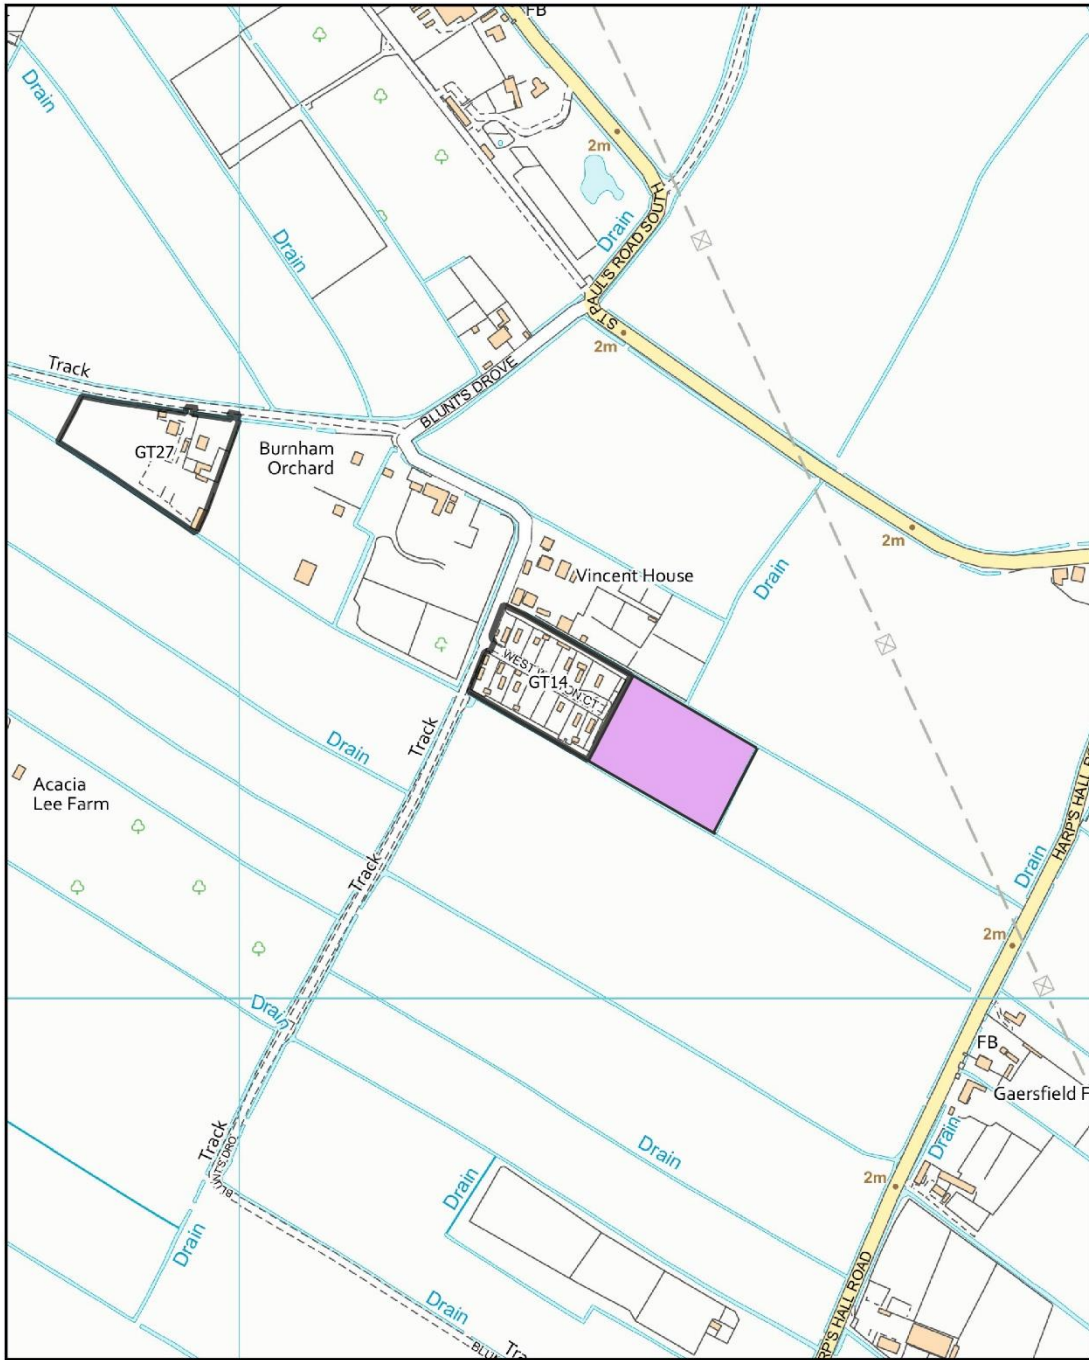 FB
Drain
2m
Drain
Drain
ST PAUL'S ROAD SOUTH
2m
Track
BLUNT'S DROVE
GT27
Burnham
Orchard
2m
Vincent House
Drain
GT14
Drain
Track
Acacia
Lee Farm
HARP'S HALL
Drain
Track
2m
Drain
FB
Gaersfield F
Track
Drain
Drain
2m
Drain
Drain
Drain
HALL ROAD